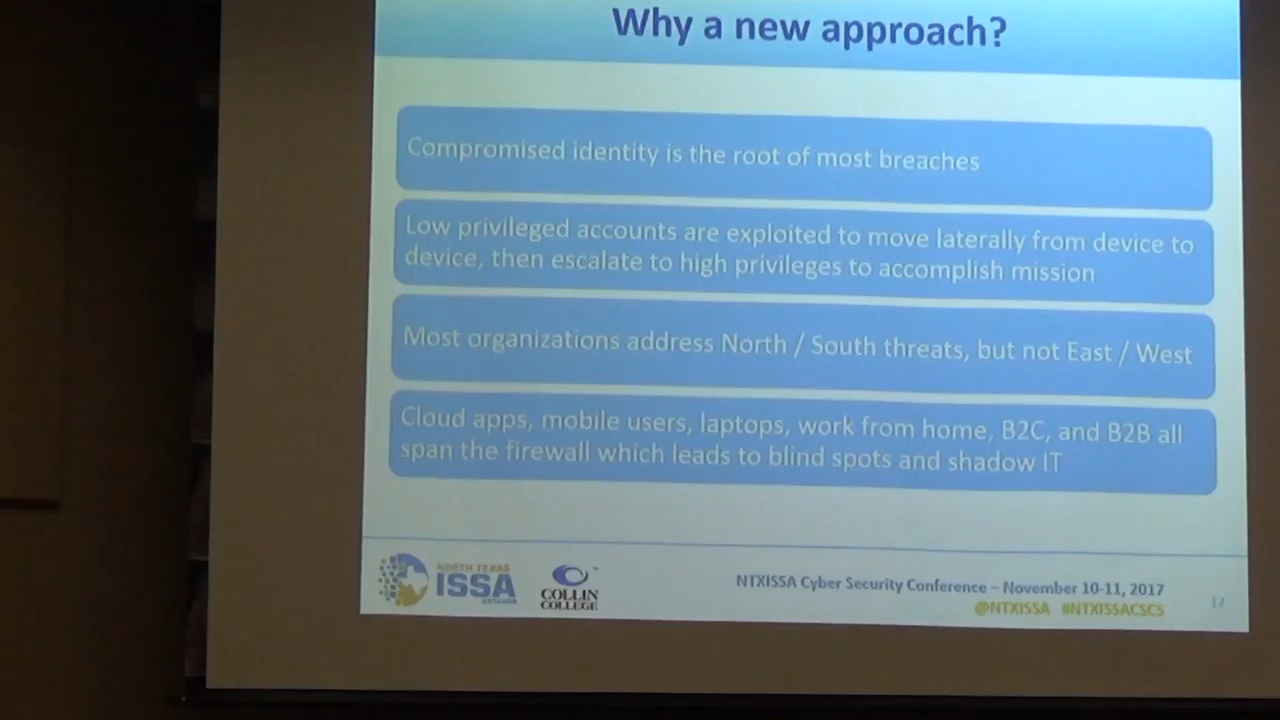 Why a new approach?
Compromised identity is the root of most breaches
Low privileged accounts are exploited to move laterally from device to
device, then escalate to high privileges to accomplish mission
Most organizations address North / South threats, but not East / West
Cloud apps, mobile users, laptops, work from home, B2C, and B2B all
span the firewall which leads to blind spots and shadow IT
NORTH TEXAS
ISSA
COLLIN
COLLEGE
NTXISSA Cyber Security Conference – November 10-11, 2017
@NTXISSA #NTXISSACSCS
12